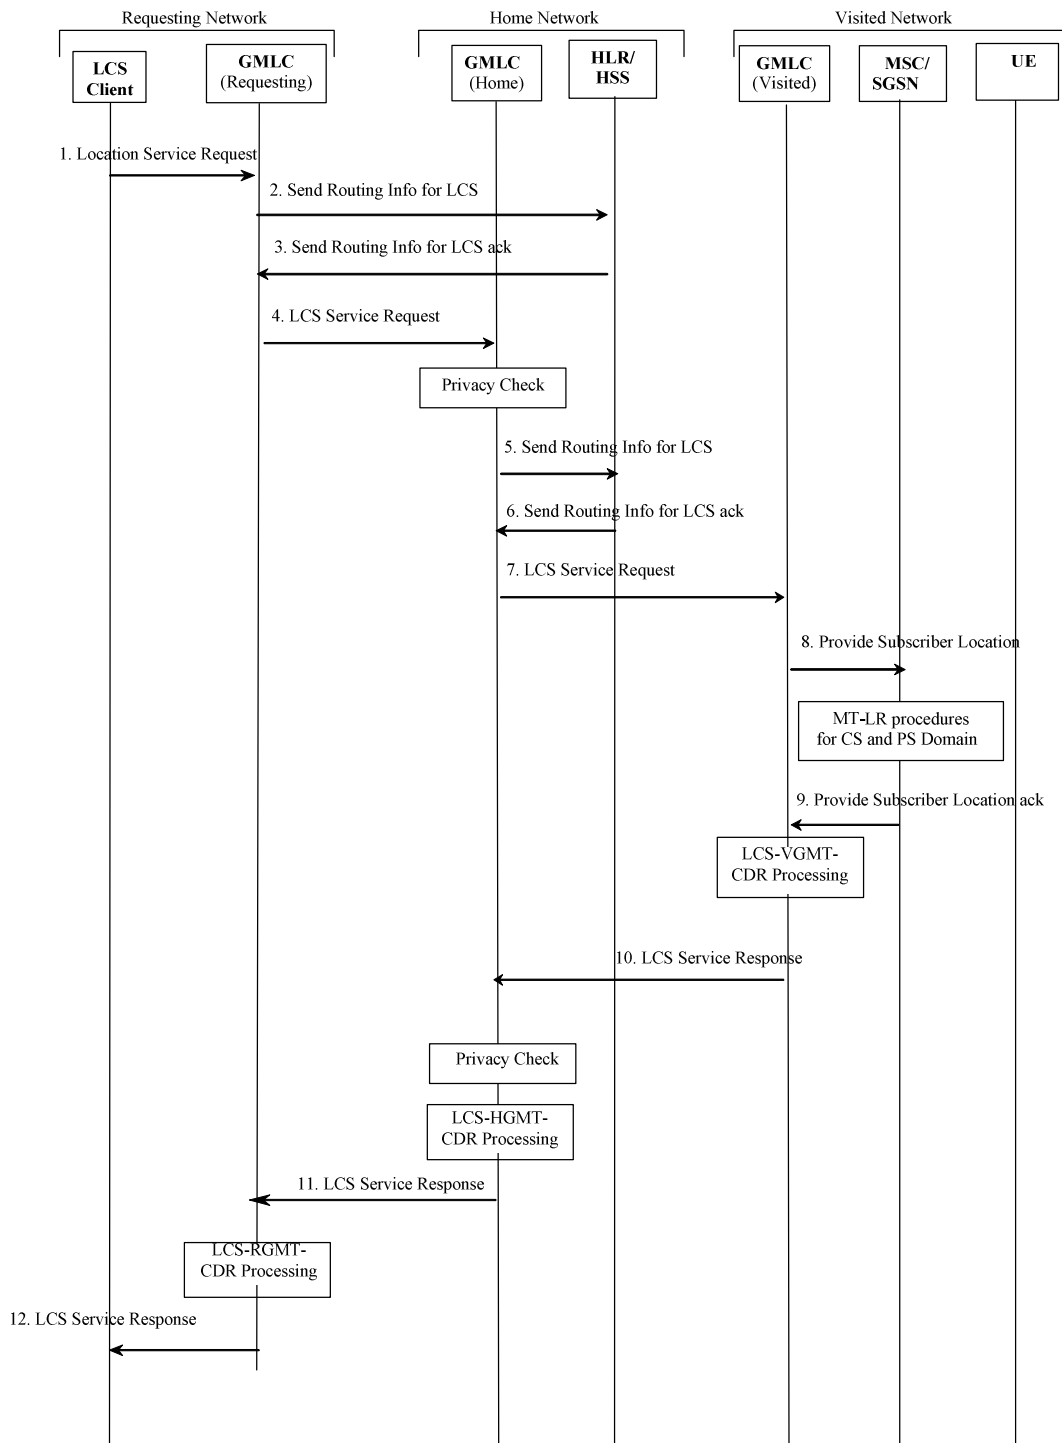 Requesting Network
Home Network
Visited Network
LCS
Client
GMLC
(Requesting)
GMLC
(Home)
HLR/
HSS
GMLC
(Visited)
MSC/
SGSN
UE
1. Location Service Request
2. Send Routing Info for LCS
3. Send Routing Info for LCS ack
4. LCS Service Request
Privacy Check
5. Send Routing Info for LCS
6. Send Routing Info for LCS ack
7. LCS Service Request
8. Provide Subscriber Location
MT-LR procedures
for CS and PS Domain
9. Provide Subscriber Location ack
LCS-VGMT-
CDR Processing
10. LCS Service Response
Privacy Check
LCS-HGMT-
CDR Processing
11. LCS Service Response
LCS-RGMT-
CDR Processing
12. LCS Service Response